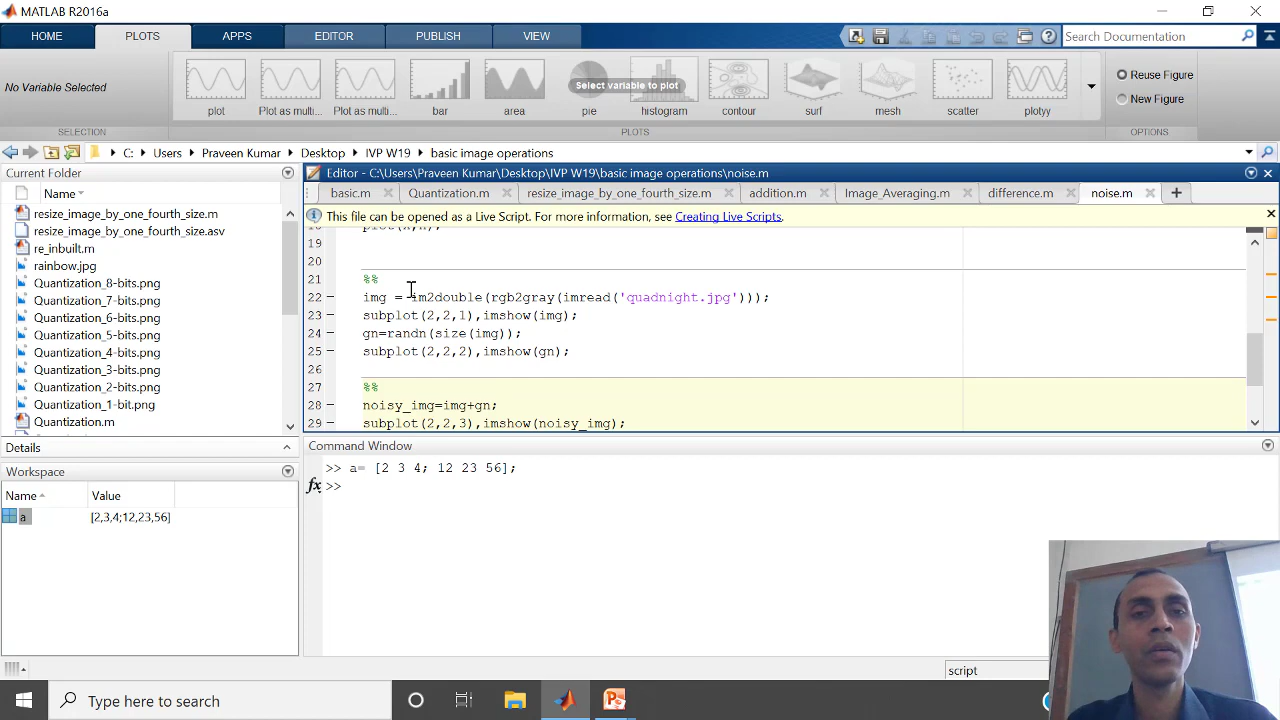 MATLAB R2016a
HOME PLOTS APPS EDITOR PUBLISH VIEW
Search Documentation
No Variable Selected
plot Plot as multi... Plot as multi... bar area pie histogram contour surf mesh scatter plotyy
Select variable to plot
Reuse Figure
New Figure
SELECTION PLOTS OPTIONS
C: Users Praveen Kumar Desktop IVP W19 basic image operations
Current Folder
Name
resize_image_by_one_fourth_size.m
resize_image_by_one_fourth_size.asv
re_inbuilt.m
rainbow.jpg
Quantization_8-bits.png
Quantization_7-bits.png
Quantization_6-bits.png
Quantization_5-bits.png
Quantization_4-bits.png
Quantization_3-bits.png
Quantization_2-bits.png
Quantization_1-bit.png
Quantization.m
Details
Workspace
Name Value
a [2,3,4;12,23,56]
Editor - C:\Users\Praveen Kumar\Desktop\IVP W19\basic image operations\noise.m
basic.m Quantization.m resize_image_by_one_fourth_size.m addition.m Image_Averaging.m difference.m noise.m
This file can be opened as a Live Script. For more information, see Creating Live Scripts.
19
20
21 %%
22 img = im2double(rgb2gray(imread('quadnight.jpg')));
23 subplot(2,2,1),imshow(img);
24 gn=randn(size(img));
25 subplot(2,2,2),imshow(gn);
26
27 %%
28 noisy_img=img+gn;
29 subplot(2,2,3),imshow(noisy_img);
Command Window
>> a= [2 3 4; 12 23 56];
fx >>
script
Type here to search